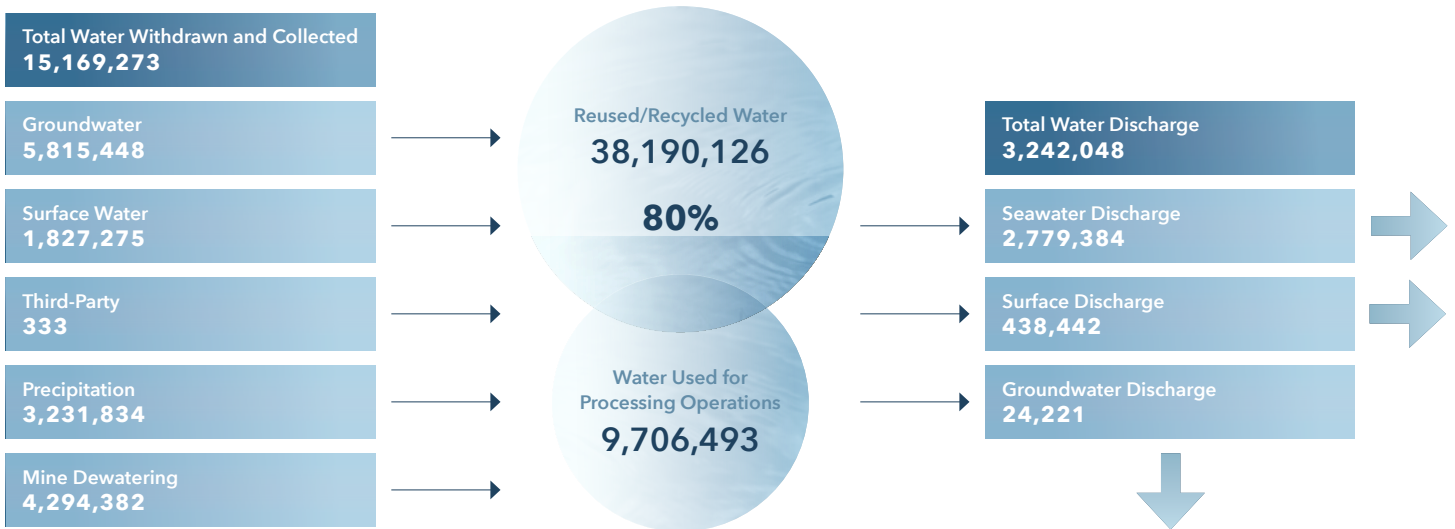 Total Water Withdrawn and Collected
15,169,273
Groundwater
5,815,448
Surface Water
1,827,275
Third-Party
333
Precipitation
3,231,834
Mine Dewatering
4,294,382
Reused/Recycled Water
38,190,126
80%
Water Used for
Processing Operations
9,706,493
Total Water Discharge
3,242,048
Seawater Discharge
2,779,384
Surface Discharge
438,442
Groundwater Discharge
24,221